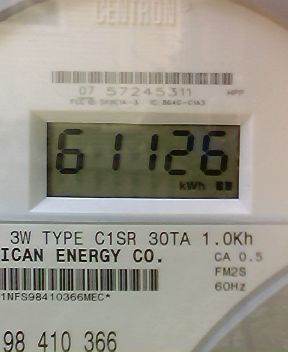 CENTRON
07 57245311
61126
kWh
3W TYPE C1SR 30TA 1.0Kh
ICAN ENERGY CO. CA 0.5
FM2S
60Hz
1NFS98410366MEC*
98 410 366